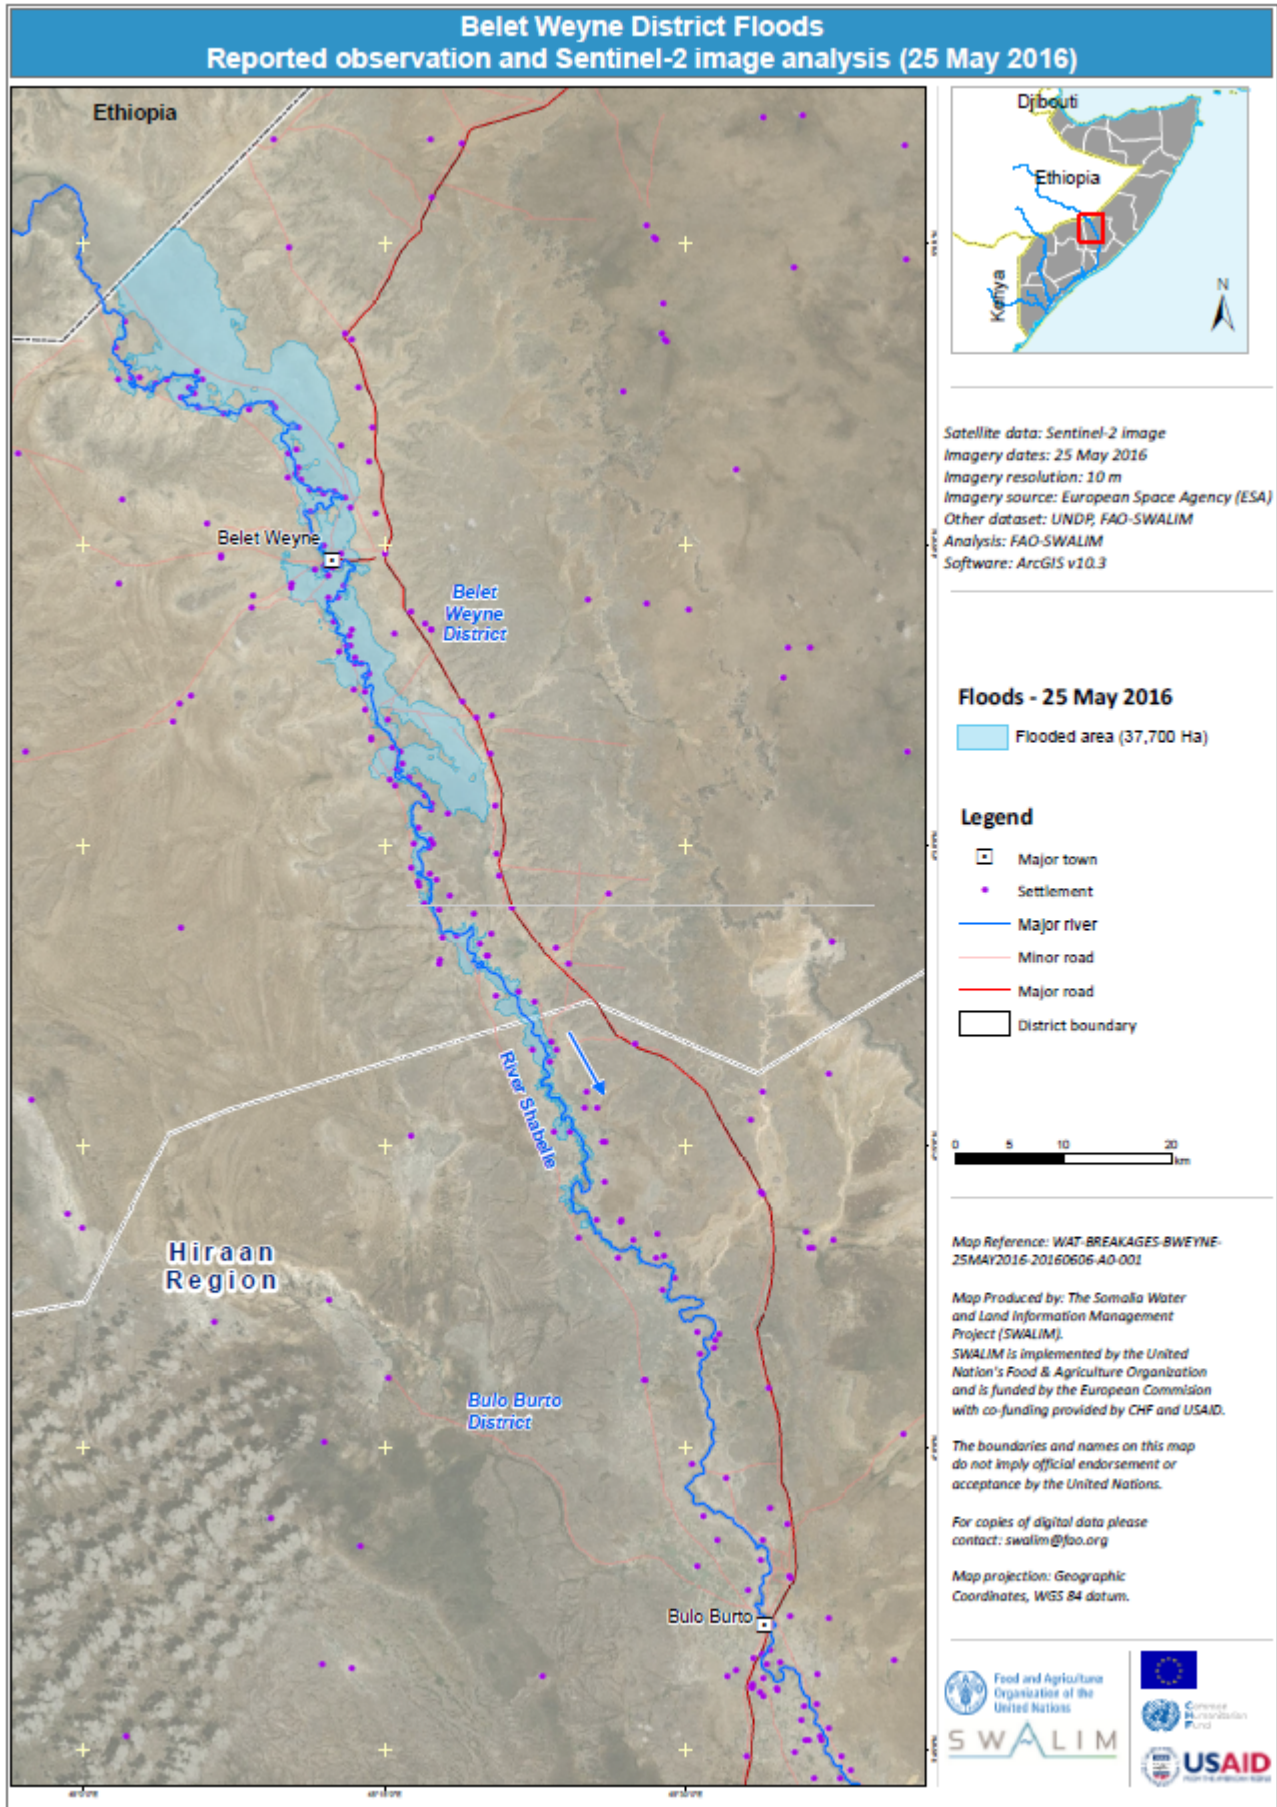 Belet Weyne District Floods
Reported observation and Sentinel-2 image analysis (25 May 2016)
Ethiopia
Belet Weyne
Belet
Weyne
District
River Shabelle
Hiraan
Region
Bulo Burto
District
Bulo Burto
Djibouti
Ethiopia
Kenya
N
Satellite data: Sentinel-2 image
Imagery dates: 25 May 2016
Imagery resolution: 10 m
Imagery source: European Space Agency (ESA)
Other dataset: UNDP, FAO-SWALIM
Analysis: FAO-SWALIM
Software: ArcGIS v10.3
Floods - 25 May 2016
Flooded area (37,700 Ha)
Legend
Major town
Settlement
Major river
Minor road
Major road
District boundary
0 5 10 20
km
Map Reference: WAT-BREAKAGES-BWEYNE-
25MAY2016-20160606-A0-001
Map Produced by: The Somalia Water
and Land Information Management
Project (SWALIM).
SWALIM is implemented by the United
Nation's Food & Agriculture Organization
and is funded by the European Commision
with co-funding provided by CHF and USAID.
The boundaries and names on this map
do not imply official endorsement or
acceptance by the United Nations.
For copies of digital data please
contact: swalim@fao.org
Map projection: Geographic
Coordinates, WGS 84 datum.
Food and Agriculture
Organization of the
United Nations
SWALIM
Common
Humanitarian
Fund
USAID
FROM THE AMERICAN PEOPLE